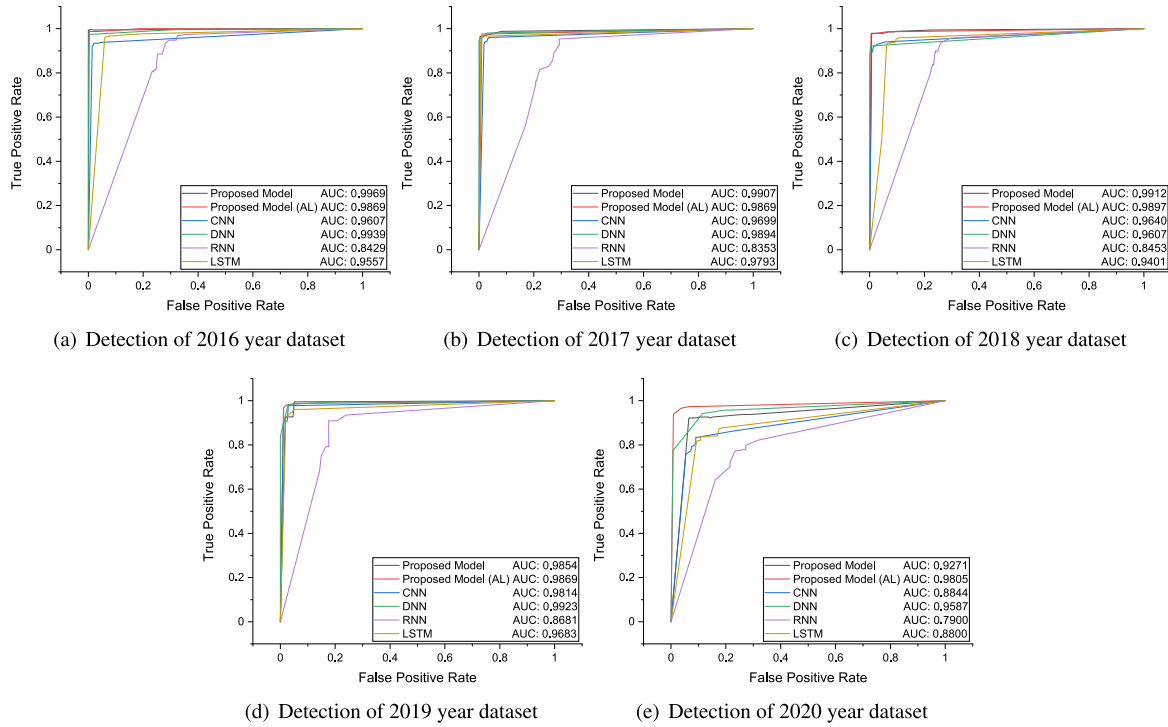 True Positive Rate
1
0.8
0.6
0.4
0.2
0
0 0.2 0.4 0.6 0.8 1
False Positive Rate
Proposed Model AUC: 0.9969
Proposed Model (AL) AUC: 0.9869
CNN AUC: 0.9607
DNN AUC: 0.9939
RNN AUC: 0.8429
LSTM AUC: 0.9557
(a) Detection of 2016 year dataset
True Positive Rate
1
0.8
0.6
0.4
0.2
0
0 0.2 0.4 0.6 0.8 1
False Positive Rate
Proposed Model AUC: 0.9907
Proposed Model (AL) AUC: 0.9869
CNN AUC: 0.9699
DNN AUC: 0.9894
RNN AUC: 0.8353
LSTM AUC: 0.9793
(b) Detection of 2017 year dataset
True Positive Rate
1
0.8
0.6
0.4
0.2
0
0 0.2 0.4 0.6 0.8 1
False Positive Rate
Proposed Model AUC: 0.9912
Proposed Model (AL) AUC: 0.9897
CNN AUC: 0.9640
DNN AUC: 0.9607
RNN AUC: 0.8453
LSTM AUC: 0.9401
(c) Detection of 2018 year dataset
True Positive Rate
1
0.8
0.6
0.4
0.2
0
0 0.2 0.4 0.6 0.8 1
False Positive Rate
Proposed Model AUC: 0.9854
Proposed Model (AL) AUC: 0.9869
CNN AUC: 0.9814
DNN AUC: 0.9923
RNN AUC: 0.8681
LSTM AUC: 0.9683
(d) Detection of 2019 year dataset
True Positive Rate
1
0.8
0.6
0.4
0.2
0
0 0.2 0.4 0.6 0.8 1
False Positive Rate
Proposed Model AUC: 0.9271
Proposed Model (AL) AUC: 0.9805
CNN AUC: 0.8844
DNN AUC: 0.9587
RNN AUC: 0.7900
LSTM AUC: 0.8800
(e) Detection of 2020 year dataset